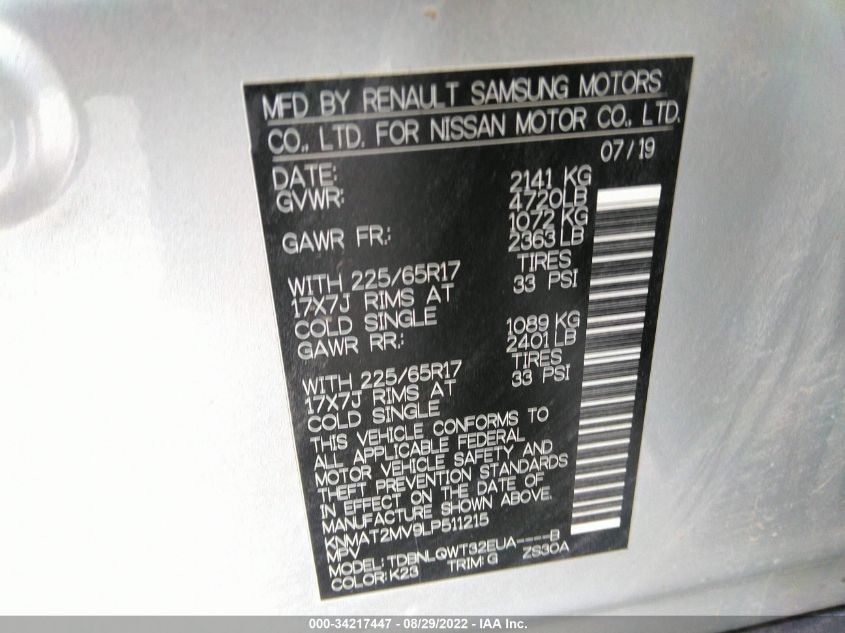 MFD BY RENAULT SAMSUNG MOTORS
CO., LTD. FOR NISSAN MOTOR CO., LTD.
DATE: 07/19
GVWR: 2141 KG
4720LB
GAWR FR.: 1072 KG
2363 LB
WITH 225/65R17 TIRES
17X7J RIMS AT 33 PSI
COLD SINGLE
GAWR RR.: 1089 KG
2401 LB
WITH 225/65R17 TIRES
17X7J RIMS AT 33 PSI
COLD SINGLE
THIS VEHICLE CONFORMS TO
ALL APPLICABLE FEDERAL
MOTOR VEHICLE SAFETY AND
THEFT PREVENTION STANDARDS
IN EFFECT ON THE DATE OF
MANUFACTURE SHOWN ABOVE.
KNMAT2MV9LP511215
MPV
MODEL: TDBNLQWT32EUA----B
COLOR: K23 TRIM: G ZS30A
000-34217447 - 08/29/2022 - IAA Inc.